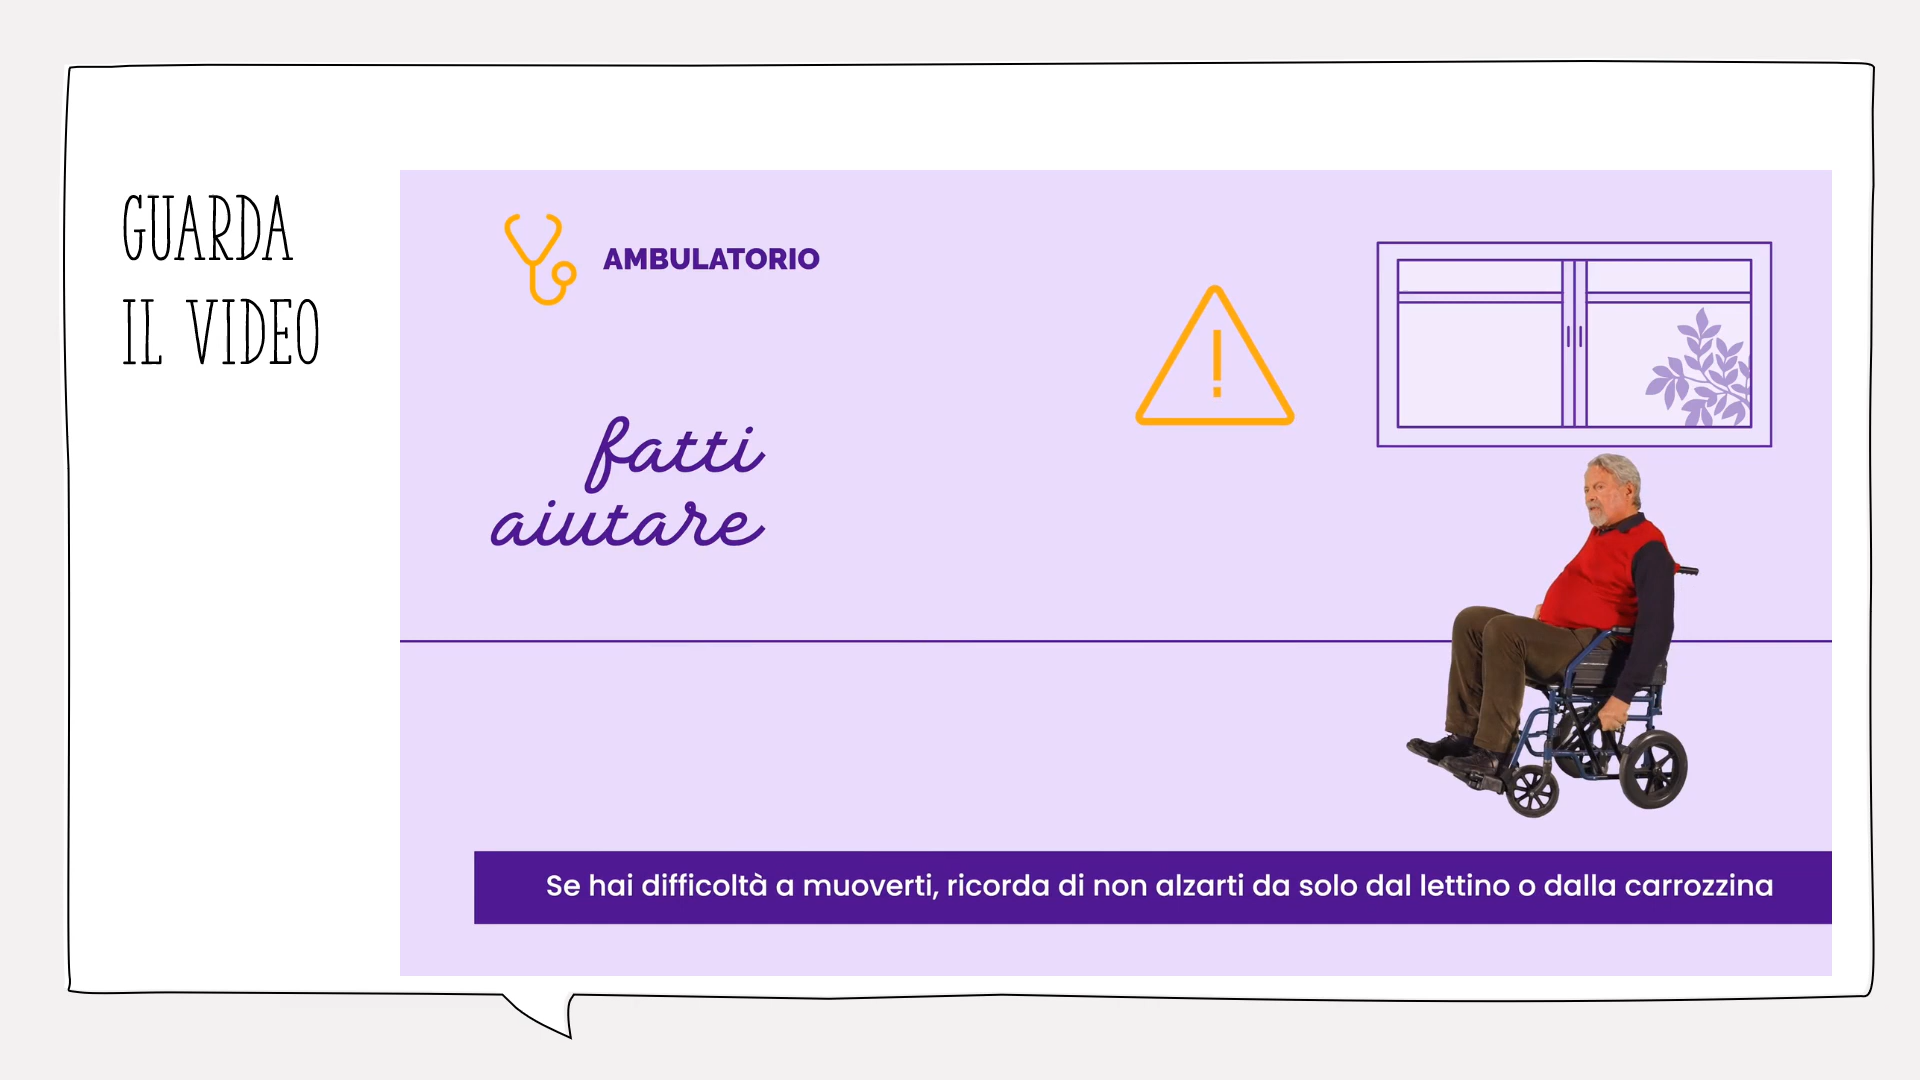 GUARDA
IL VIDEO
AMBULATORIO
fatti
aiutare
Se hai difficoltà a muoverti, ricorda di non alzarti da solo dal lettino o dalla carrozzina